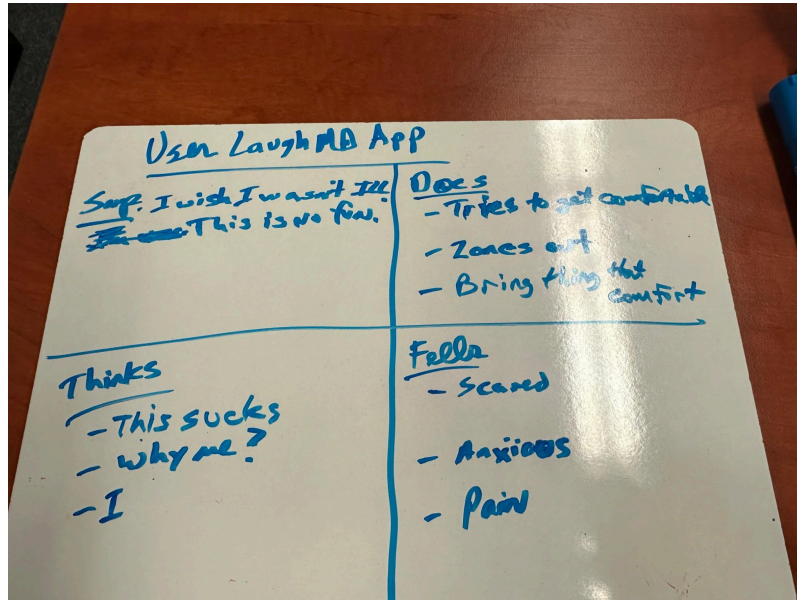 User LaughMD App
Says: I wish I wasn't Ill!
This is no fun.
Does
- Tries to get comfortable
- Zones out
- Bring thing that
comfort
Thinks
- This sucks
- Why me?
- I
Fells
- Scared
- Anxious
- Pain